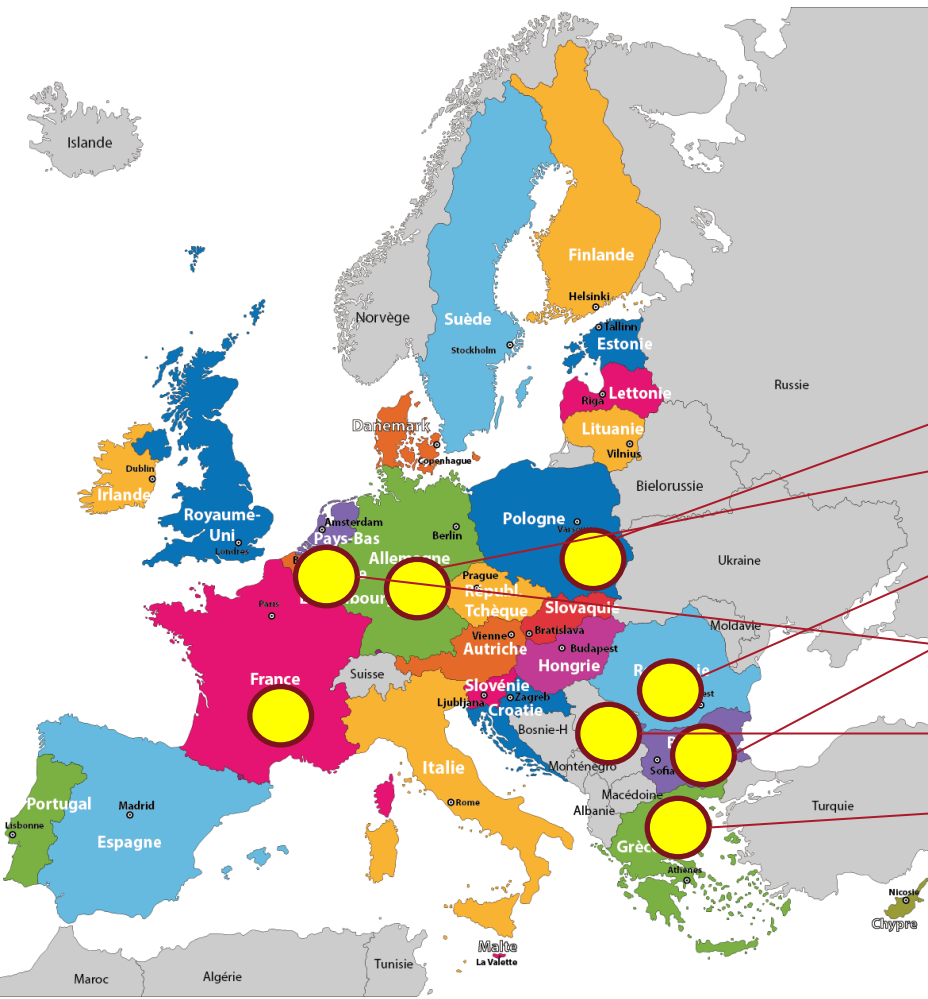 Islande
Finlande
Helsinki
Norvège
Suède
Stockholm
Tallinn
Estonie
Russie
Riga
Lettonie
Danemark
Lituanie
Vilnius
Copenhague
Dublin
Irlande
Bielorussie
Royaume-
Uni
Londres
Amsterdam
Pays-Bas
Berlin
Pologne
Allemagne
Ukraine
Prague
Républ.
Tchèque
Paris
Slovaquie
Moldavie
Vienne
Bratislava
Autriche
Budapest
Hongrie
France
Suisse
Slovénie
Ljubljana
Zagreb
Croatie
Bosnie-H
Monténégro
Sofia
Italie
Macédoine
Albanie
Turquie
Portugal
Lisbonne
Madrid
Espagne
Rome
Athènes
Nicosie
Chypre
Malte
La Valette
Maroc
Algérie
Tunisie